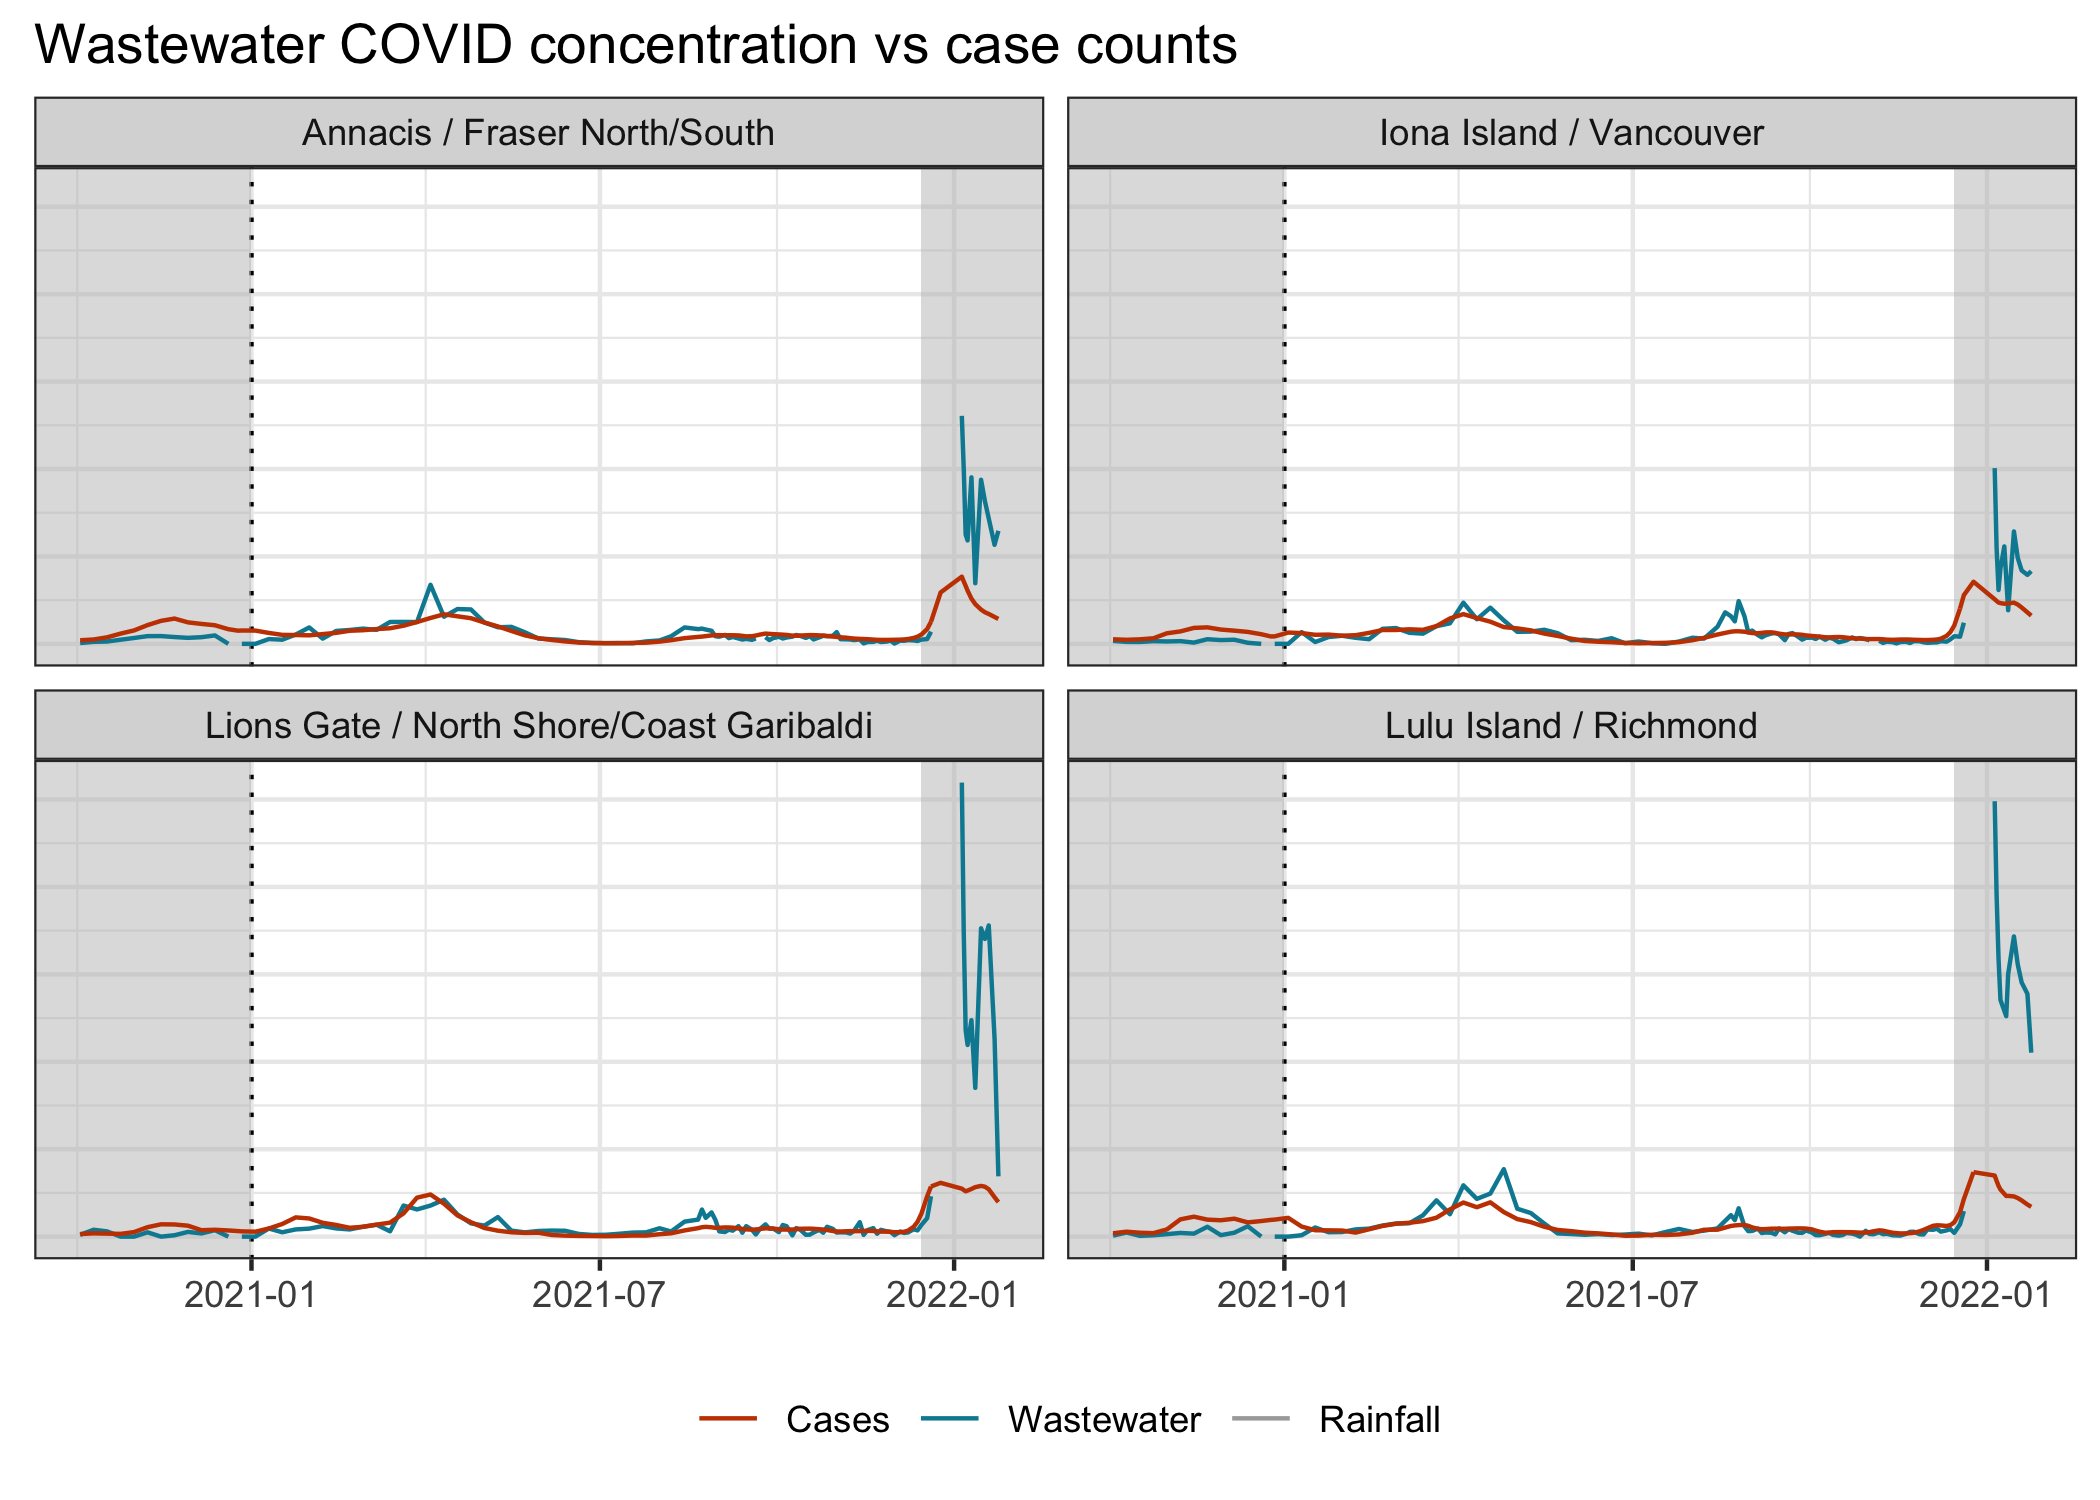 Wastewater COVID concentration vs case counts
Annacis / Fraser North/South
Iona Island / Vancouver
Lions Gate / North Shore/Coast Garibaldi
Lulu Island / Richmond
2021-01 2021-07 2022-01
2021-01 2021-07 2022-01
Cases Wastewater Rainfall